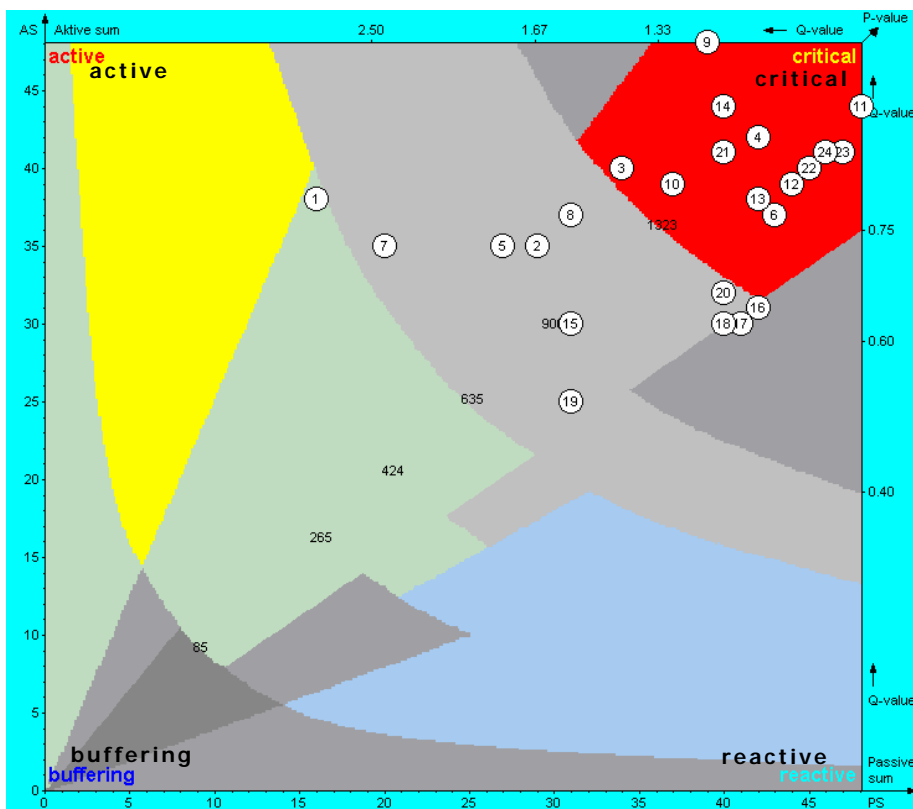 AS Aktive sum 2.50 1.67 1.33 Q-value P-value
active critical
active critical
9
45 14 11 Q-value
4
21 24 23
40 3 22
10 12
1 13
8 6
1323 0.75
35 7 5 2
20
16
30 900 15 18 17
0.60
25 635 19
20 424
0.40
265
15
10
85
Q-value
5
buffering reactive
Passive
buffering reactive sum
0
0 5 10 15 20 25 30 35 40 45 PS